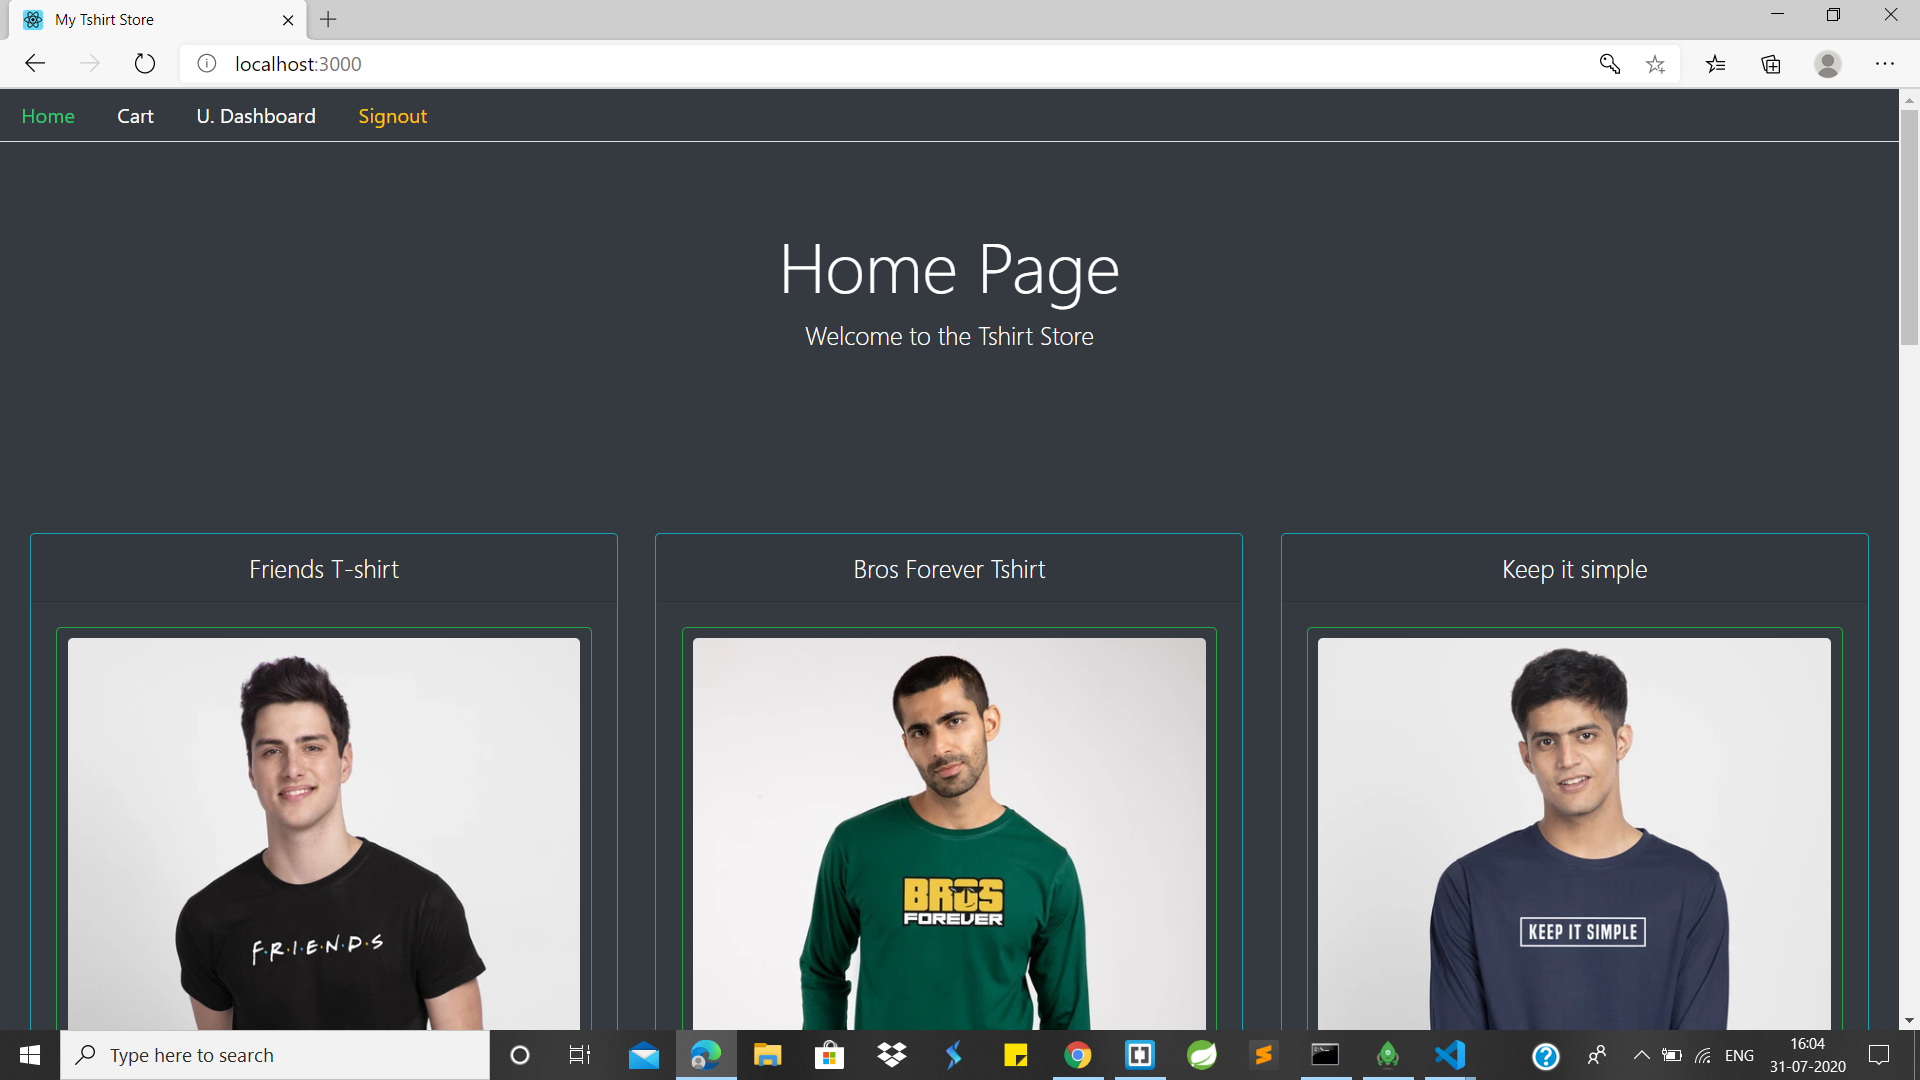 My Tshirt Store
localhost:3000
Home Cart U. Dashboard Signout
Home Page
Welcome to the Tshirt Store
Friends T-shirt
Bros Forever Tshirt
Keep it simple
F·R·I·E·N·D·S
BROS
FOREVER
KEEP IT SIMPLE
Type here to search
ENG
16:04
31-07-2020